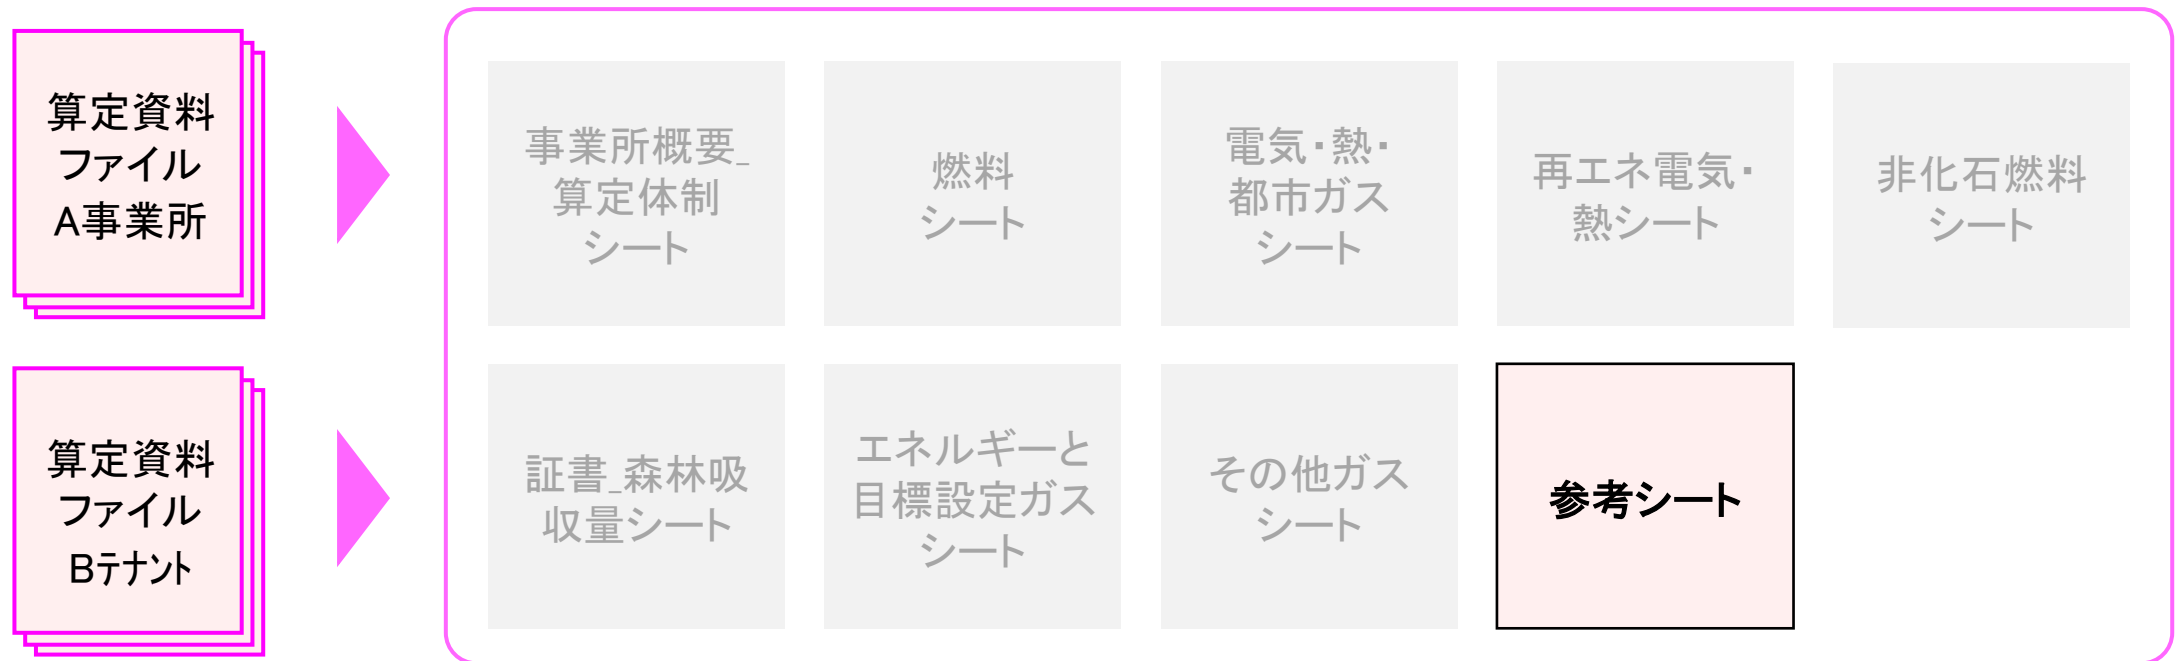 算定資料
ファイル
A事業所
事業所概要_
算定体制
シート
燃料
シート
電気・熱・
都市ガス
シート
再エネ電気・
熱シート
非化石燃料
シート
算定資料
ファイル
Bﾃﾅﾝﾄ
証書_森林吸
収量シート
エネルギーと
目標設定ガス
シート
その他ガス
シート
参考シート